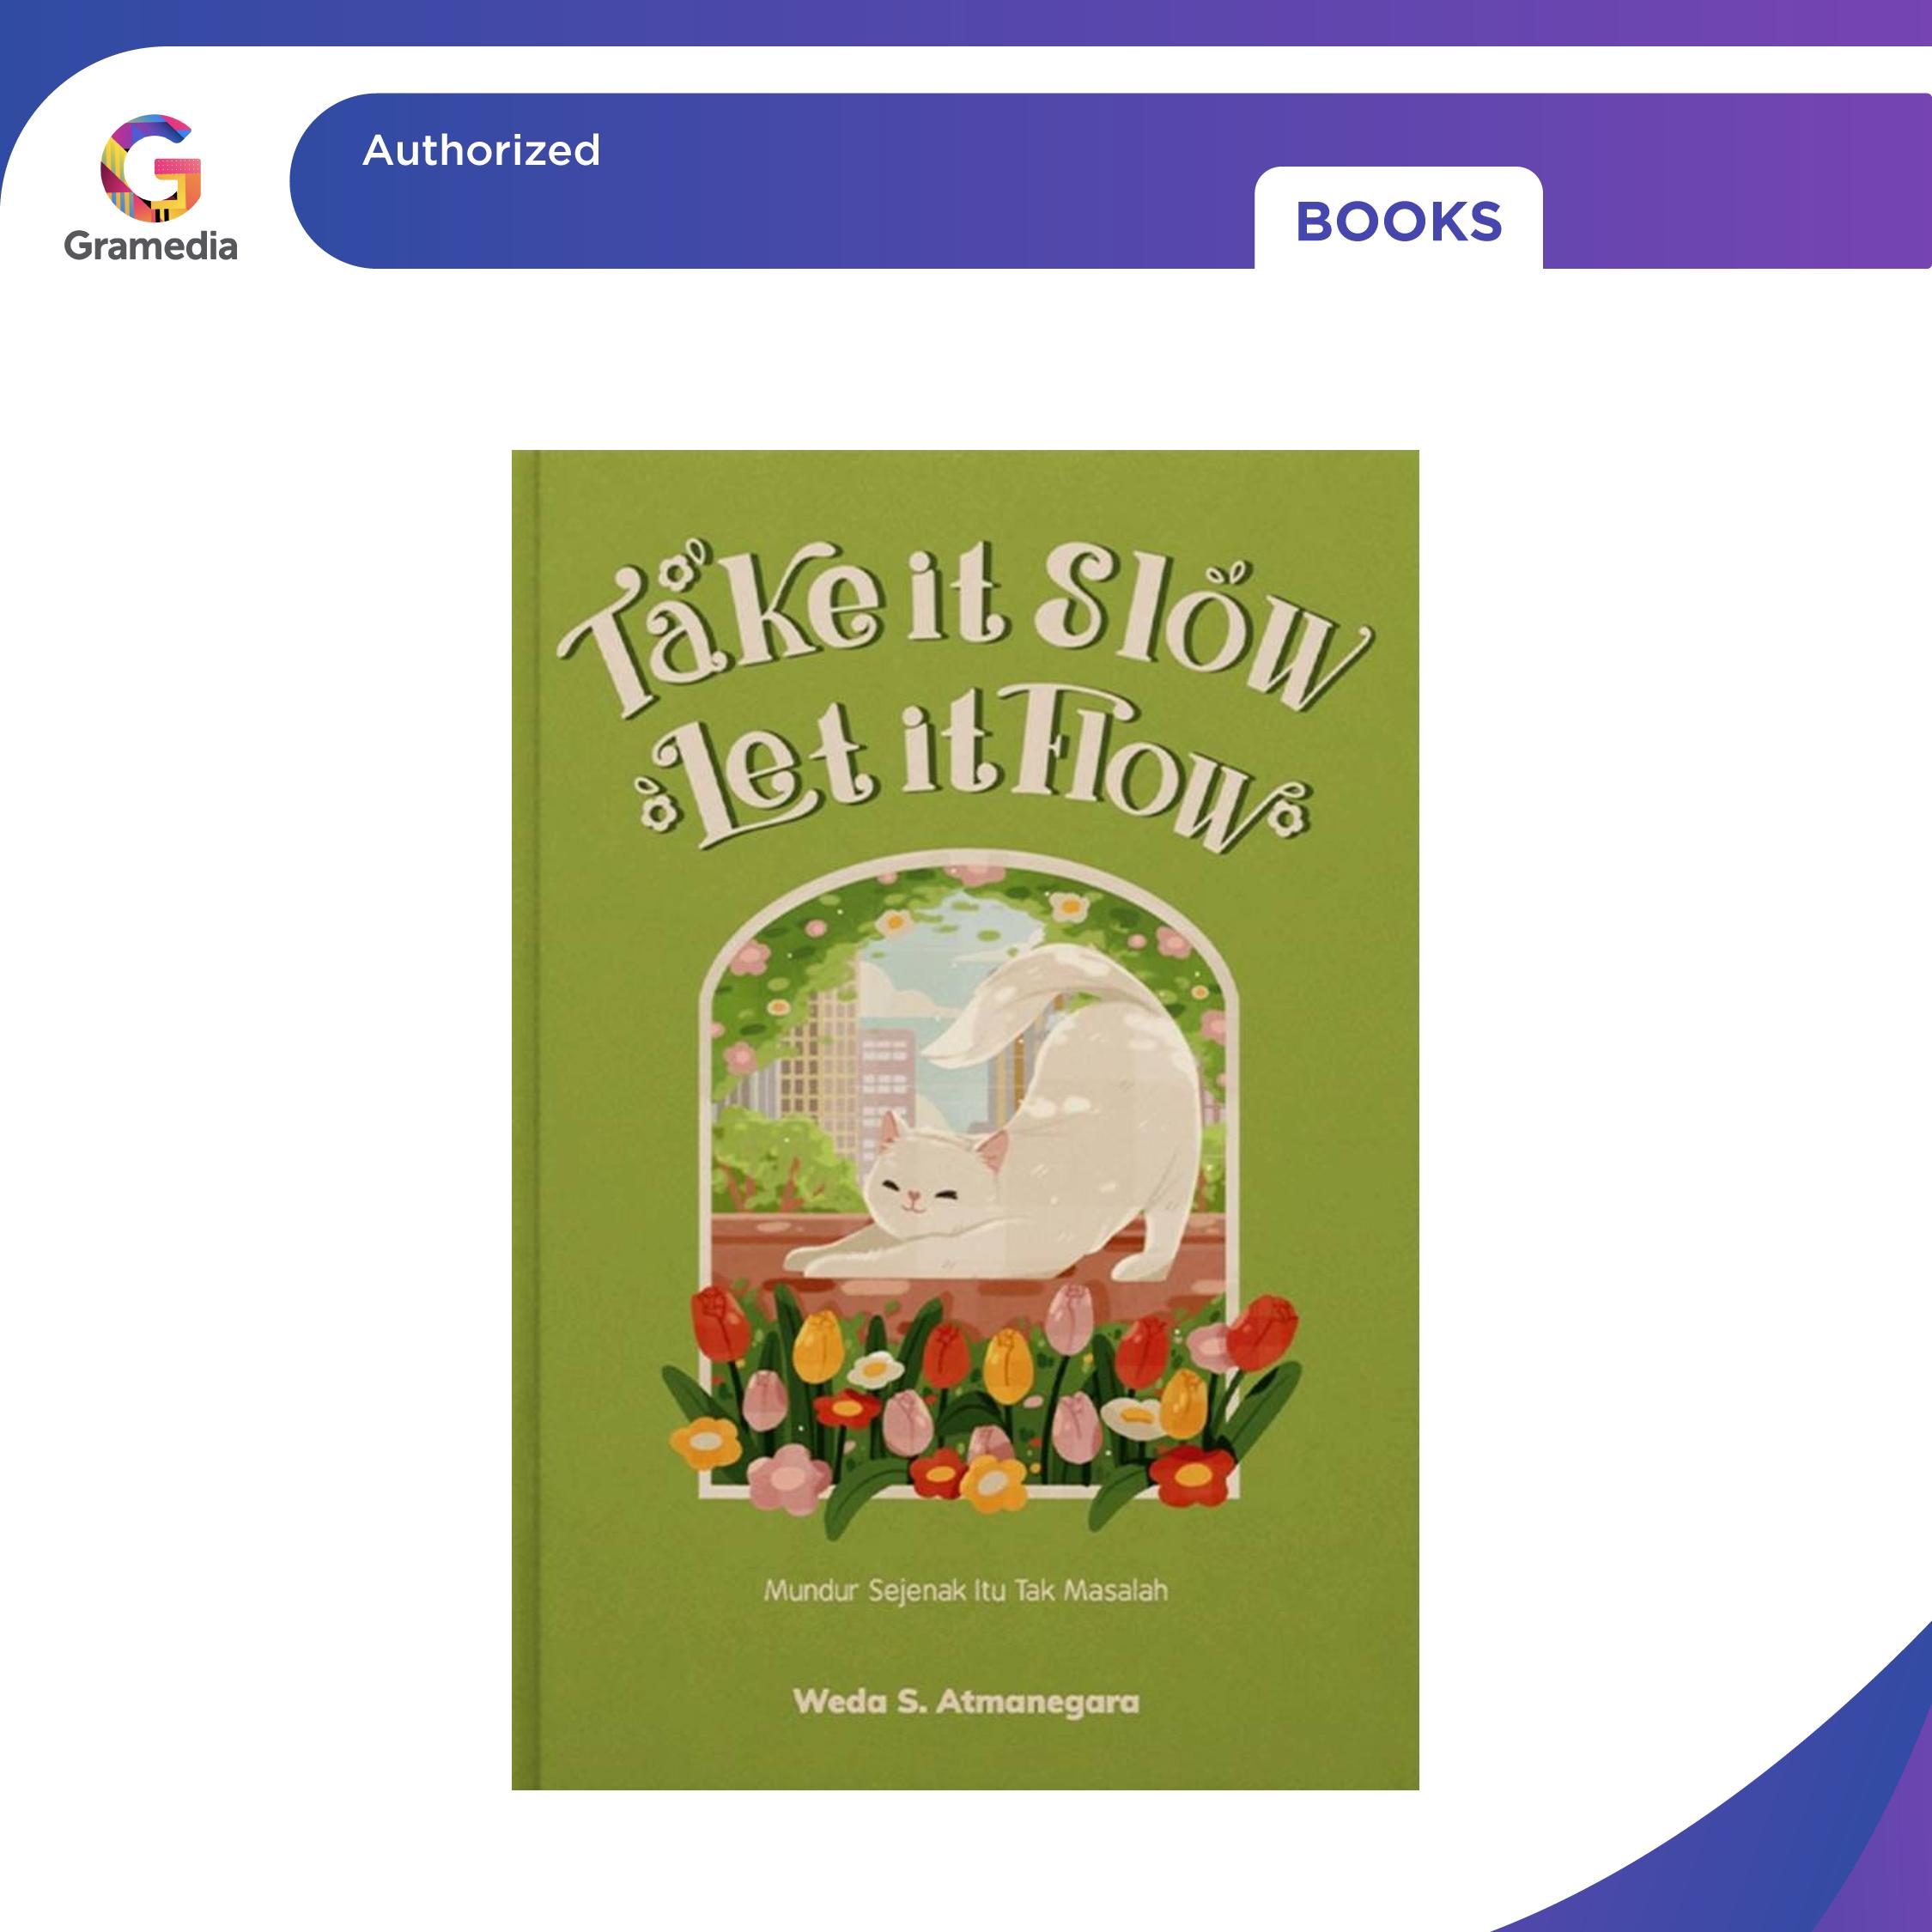 Gramedia
Authorized
BOOKS
Take it Slow
Let it Flow
Mundur Sejenak Itu Tak Masalah
Weda S. Atmanegara